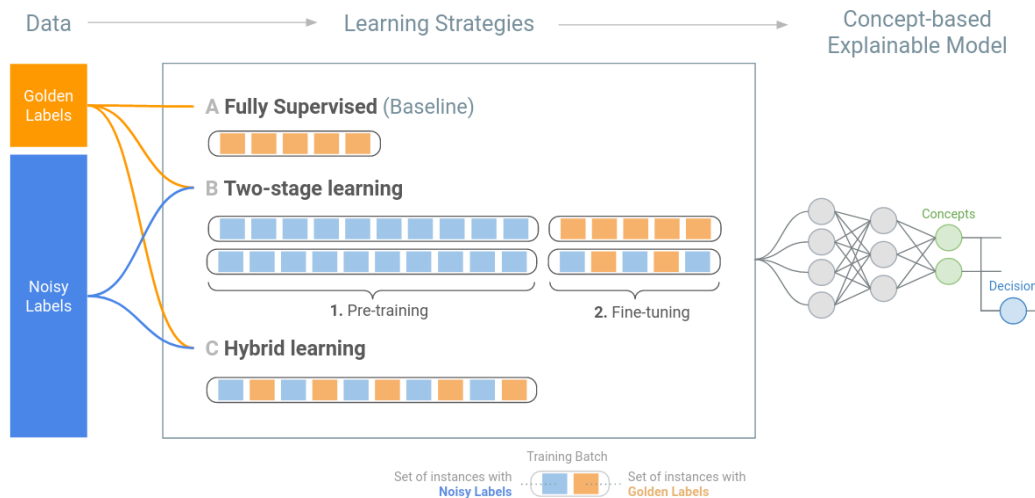 Data
Learning Strategies
Concept-based
Explainable Model
Golden
Labels
Noisy
Labels
A Fully Supervised (Baseline)
B Two-stage learning
1. Pre-training
2. Fine-tuning
C Hybrid learning
Concepts
Decision
Training Batch
Set of instances with
Noisy Labels
Set of instances with
Golden Labels